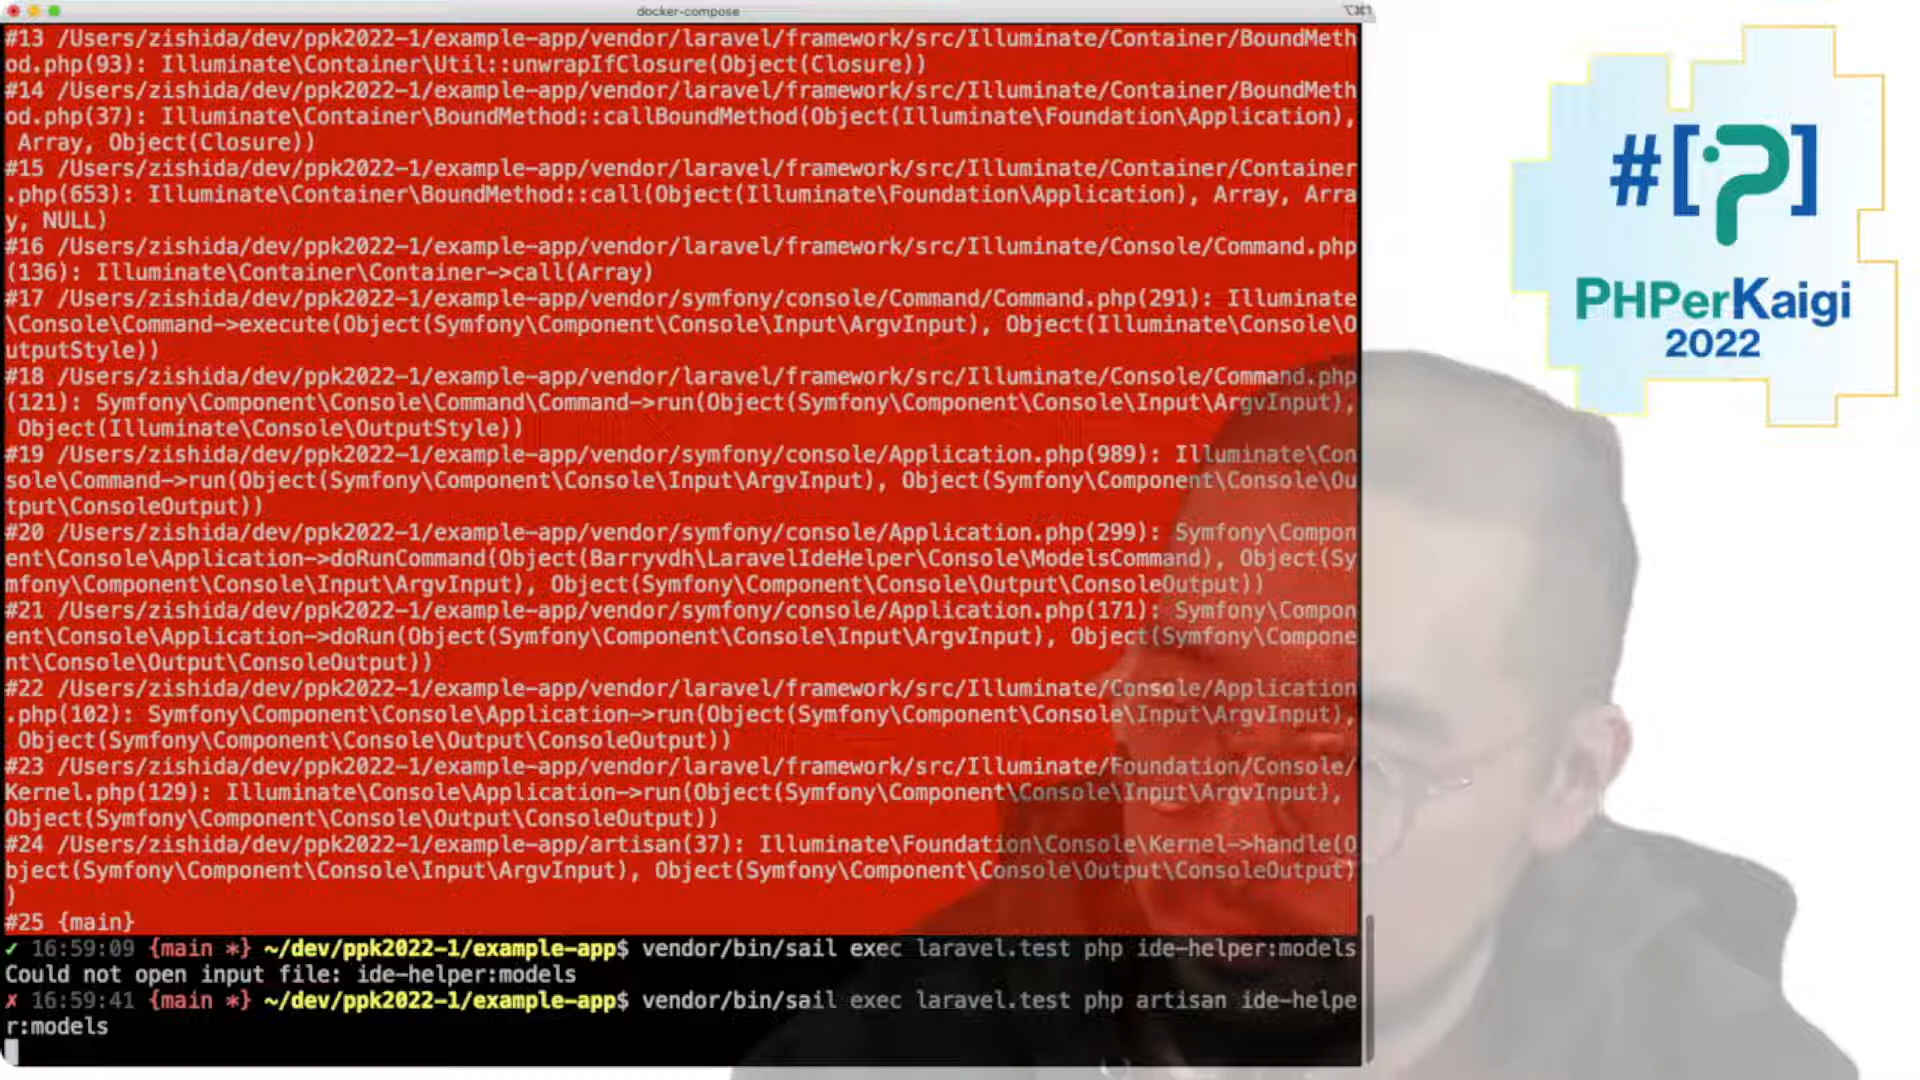 docker-compose
⌥⌘1
#13 /Users/zishida/dev/ppk2022-1/example-app/vendor/laravel/framework/src/Illuminate/Container/BoundMeth
od.php(93): Illuminate\Container\Util::unwrapIfClosure(Object(Closure))
#14 /Users/zishida/dev/ppk2022-1/example-app/vendor/laravel/framework/src/Illuminate/Container/BoundMeth
od.php(37): Illuminate\Container\BoundMethod::callBoundMethod(Object(Illuminate\Foundation\Application),
 Array, Object(Closure))
#15 /Users/zishida/dev/ppk2022-1/example-app/vendor/laravel/framework/src/Illuminate/Container/Container
.php(653): Illuminate\Container\BoundMethod::call(Object(Illuminate\Foundation\Application), Array, Arra
y, NULL)
#16 /Users/zishida/dev/ppk2022-1/example-app/vendor/laravel/framework/src/Illuminate/Console/Command.php
(136): Illuminate\Container\Container->call(Array)
#17 /Users/zishida/dev/ppk2022-1/example-app/vendor/symfony/console/Command/Command.php(291): Illuminate
\Console\Command->execute(Object(Symfony\Component\Console\Input\ArgvInput), Object(Illuminate\Console\O
utputStyle))
#18 /Users/zishida/dev/ppk2022-1/example-app/vendor/laravel/framework/src/Illuminate/Console/Command.php
(121): Symfony\Component\Console\Command\Command->run(Object(Symfony\Component\Console\Input\ArgvInput),
 Object(Illuminate\Console\OutputStyle))
#19 /Users/zishida/dev/ppk2022-1/example-app/vendor/symfony/console/Application.php(989): Illuminate\Con
sole\Command->run(Object(Symfony\Component\Console\Input\ArgvInput), Object(Symfony\Component\Console\Ou
tput\ConsoleOutput))
#20 /Users/zishida/dev/ppk2022-1/example-app/vendor/symfony/console/Application.php(299): Symfony\Compon
ent\Console\Application->doRunCommand(Object(Barryvdh\LaravelIdeHelper\Console\ModelsCommand), Object(Sy
mfony\Component\Console\Input\ArgvInput), Object(Symfony\Component\Console\Output\ConsoleOutput))
#21 /Users/zishida/dev/ppk2022-1/example-app/vendor/symfony/console/Application.php(171): Symfony\Compon
ent\Console\Application->doRun(Object(Symfony\Component\Console\Input\ArgvInput), Object(Symfony\Compone
nt\Console\Output\ConsoleOutput))
#22 /Users/zishida/dev/ppk2022-1/example-app/vendor/laravel/framework/src/Illuminate/Console/Application
.php(102): Symfony\Component\Console\Application->run(Object(Symfony\Component\Console\Input\ArgvInput),
 Object(Symfony\Component\Console\Output\ConsoleOutput))
#23 /Users/zishida/dev/ppk2022-1/example-app/vendor/laravel/framework/src/Illuminate/Foundation/Console/
Kernel.php(129): Illuminate\Console\Application->run(Object(Symfony\Component\Console\Input\ArgvInput),
Object(Symfony\Component\Console\Output\ConsoleOutput))
#24 /Users/zishida/dev/ppk2022-1/example-app/artisan(37): Illuminate\Foundation\Console\Kernel->handle(O
bject(Symfony\Component\Console\Input\ArgvInput), Object(Symfony\Component\Console\Output\ConsoleOutput)
)
#25 {main}
✓ 16:59:09 {main *} ~/dev/ppk2022-1/example-app$ vendor/bin/sail exec laravel.test php ide-helper:models
Could not open input file: ide-helper:models
✗ 16:59:41 {main *} ~/dev/ppk2022-1/example-app$ vendor/bin/sail exec laravel.test php artisan ide-helpe
r:models
#[P]
PHPerKaigi
2022